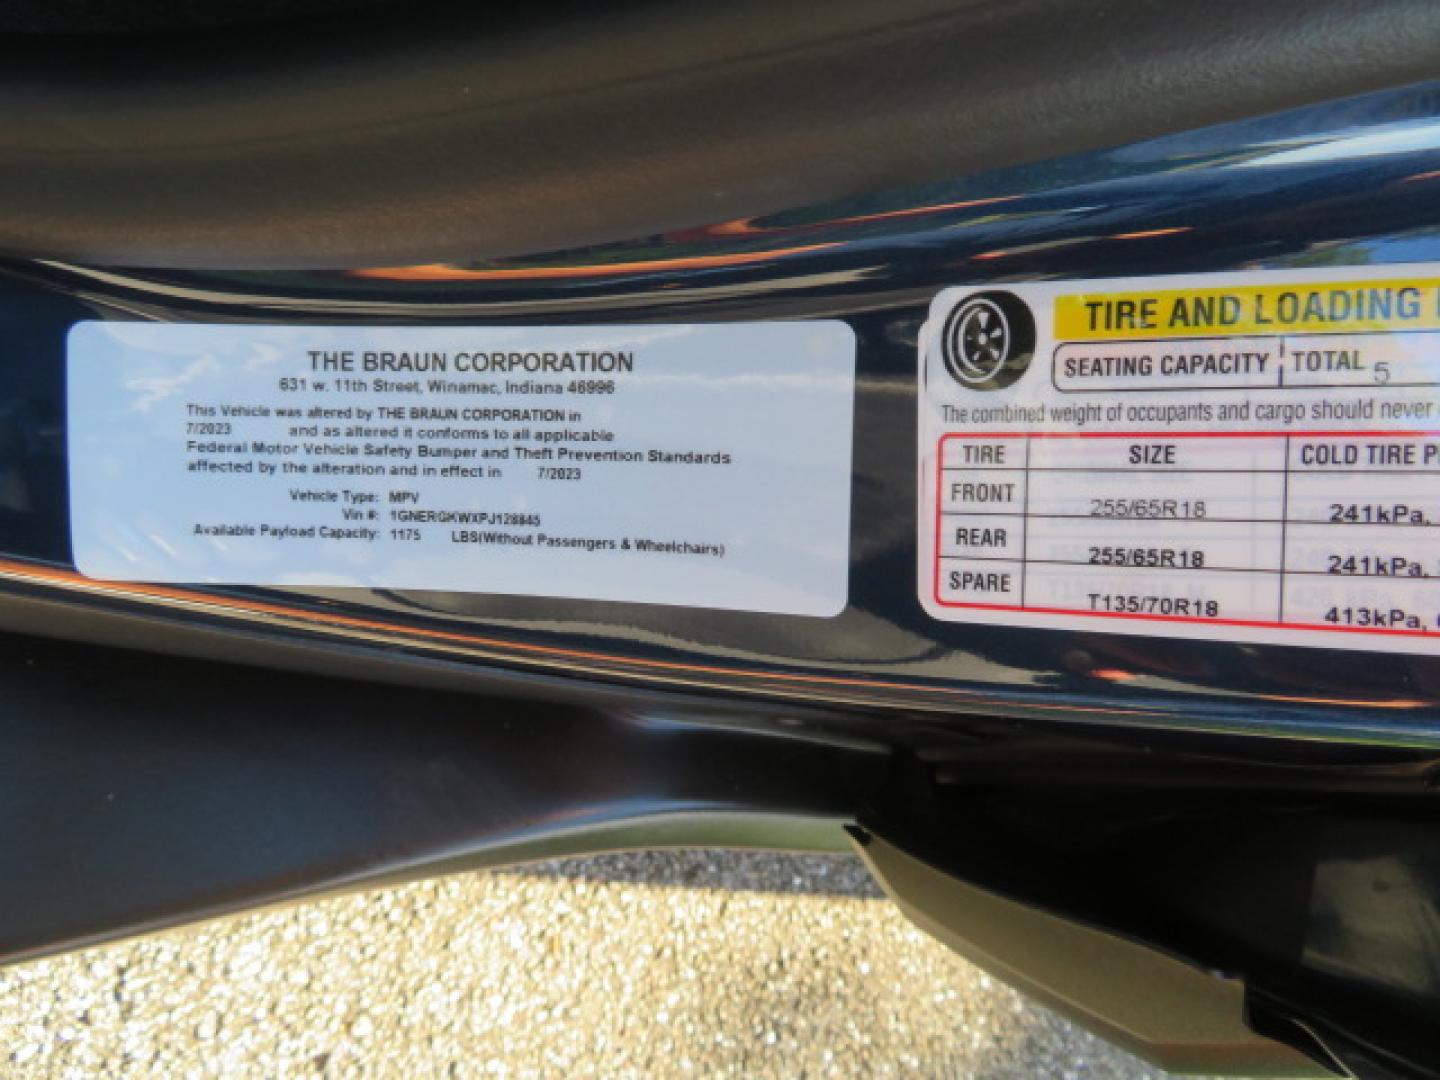 THE BRAUN CORPORATION
631 w. 11th Street, Winamac, Indiana 46996
This Vehicle was altered by THE BRAUN CORPORATION in
7/2023 and as altered it conforms to all applicable
Federal Motor Vehicle Safety Bumper and Theft Prevention Standards
affected by the alteration and in effect in 7/2023
Vehicle Type: MPV
Vin #: 1GNERGKWXPJ128845
Available Payload Capacity: 1175 LBS(Without Passengers & Wheelchairs)
TIRE AND LOADING
SEATING CAPACITY TOTAL 5
The combined weight of occupants and cargo should never
TIRE SIZE COLD TIRE
FRONT 255/65R18 241kPa,
REAR 255/65R18 241kPa,
SPARE T135/70R18 413kPa,